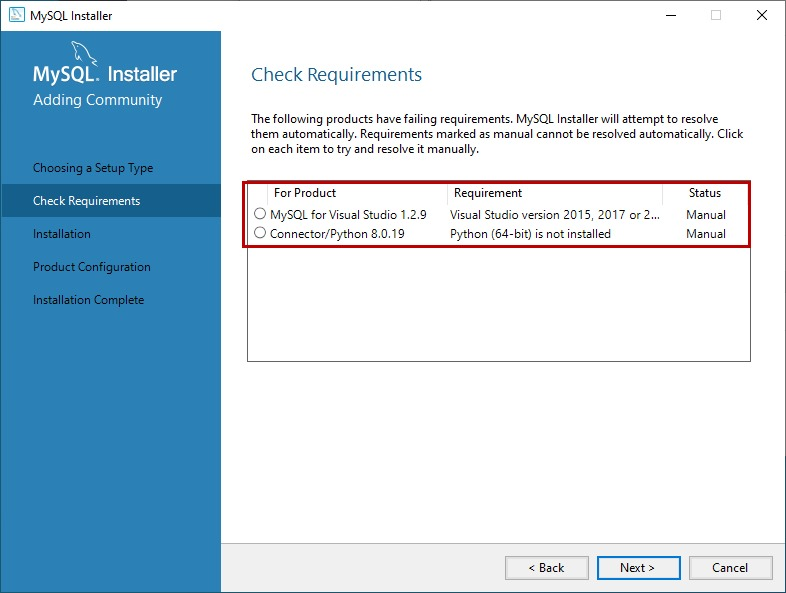 MySQL Installer
MySQL. Installer
Adding Community
Choosing a Setup Type
Check Requirements
Installation
Product Configuration
Installation Complete
Check Requirements
The following products have failing requirements. MySQL Installer will attempt to resolve
them automatically. Requirements marked as manual cannot be resolved automatically. Click
on each item to try and resolve it manually.
For Product Requirement Status
MySQL for Visual Studio 1.2.9 Visual Studio version 2015, 2017 or 2... Manual
Connector/Python 8.0.19 Python (64-bit) is not installed Manual
< Back Next > Cancel